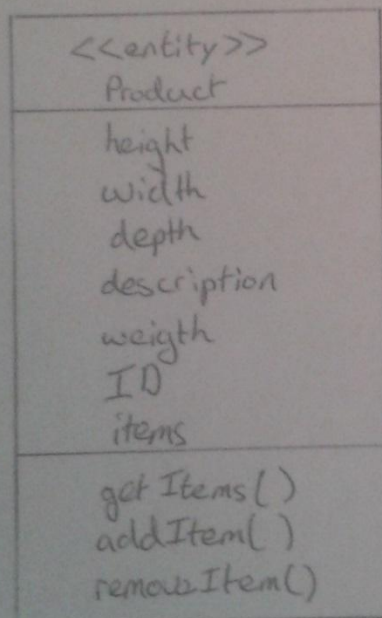 <<entity>>
Product
height
width
depth
description
weigth
ID
items
getItems()
addItem()
removeItem()